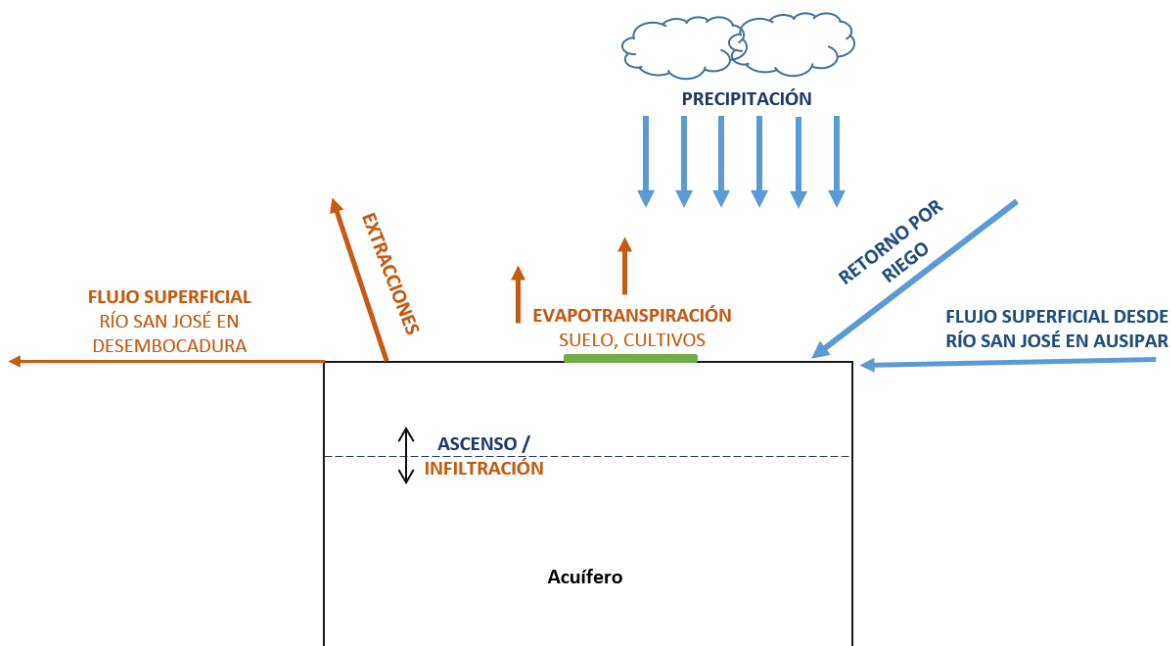 PRECIPITACIÓN
EXTRACCIONES
RETORNO POR
RIEGO
FLUJO SUPERFICIAL
RÍO SAN JOSÉ EN
DESEMBOCADURA
EVAPOTRANSPIRACIÓN
SUELO, CULTIVOS
FLUJO SUPERFICIAL DESDE
RÍO SAN JOSÉ EN AUSIPAR
ASCENSO /
INFILTRACIÓN
Acuífero